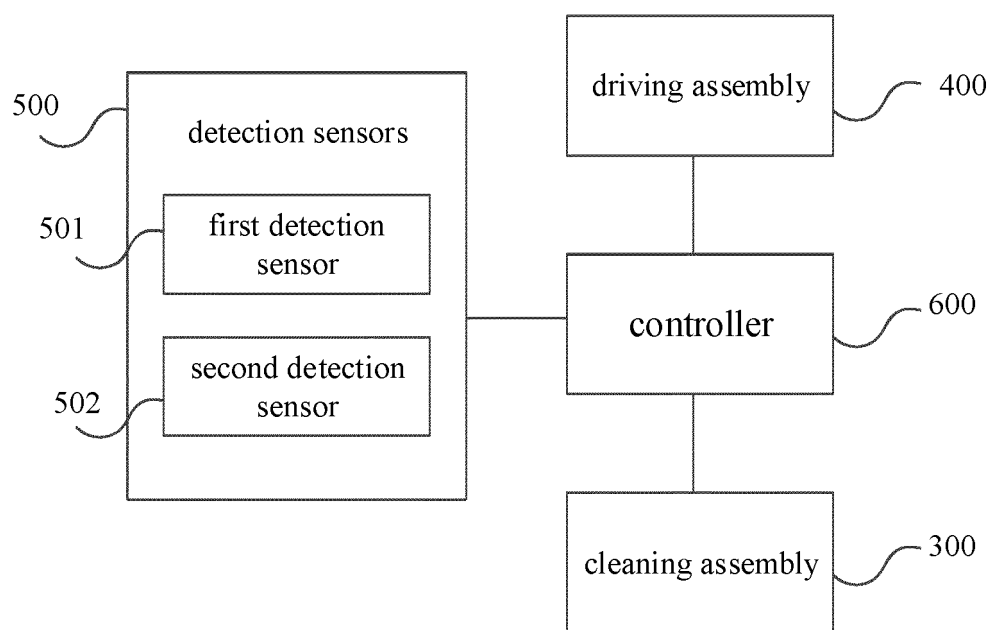 500
detection sensors
501
first detection
sensor
502
second detection
sensor
driving assembly
400
controller
600
cleaning assembly
300